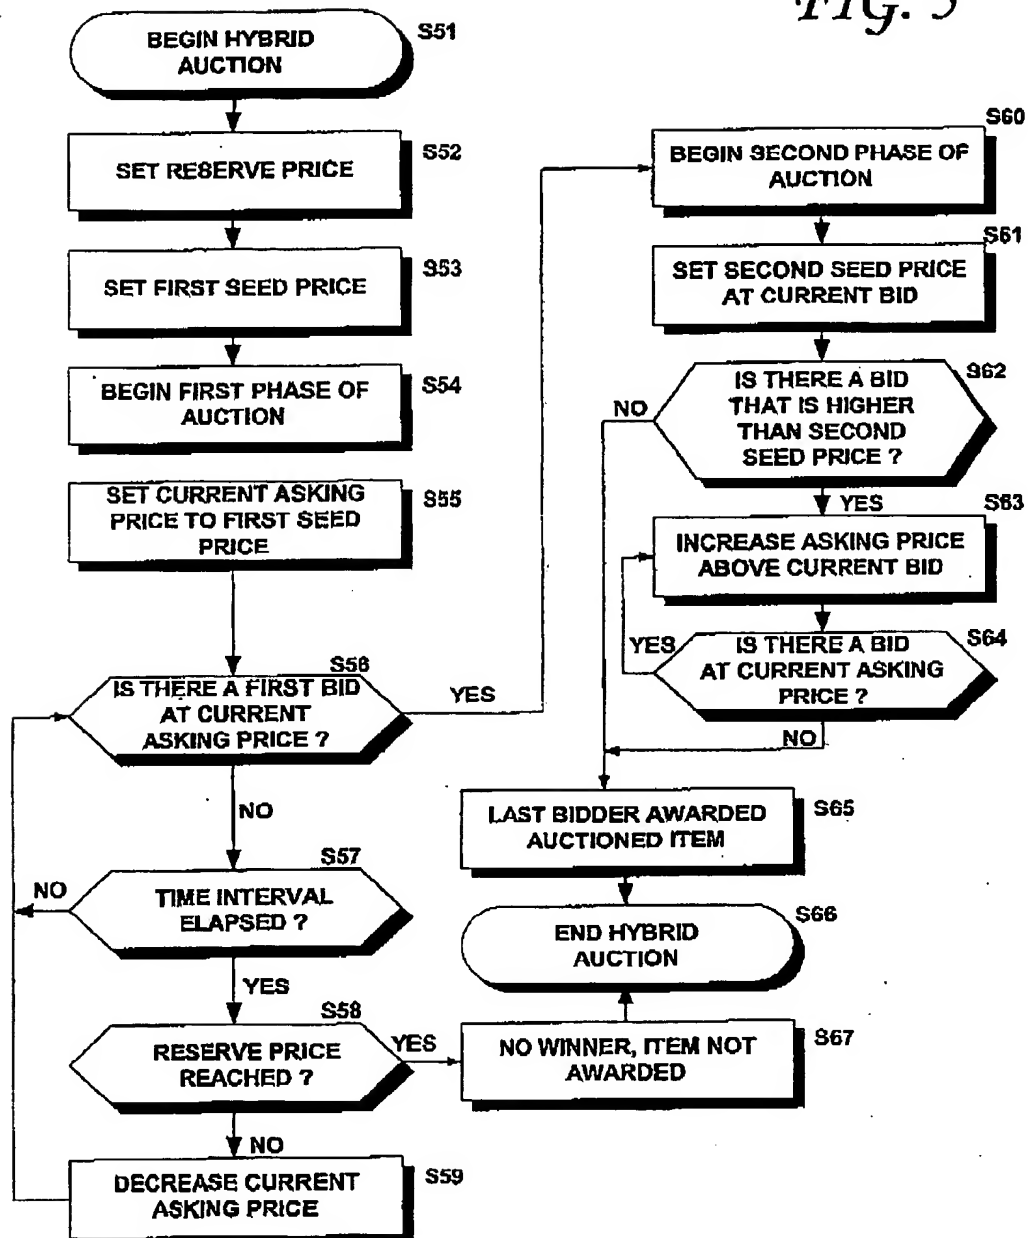 FIG. 5
BEGIN HYBRID
AUCTION
S51
SET RESERVE PRICE
S52
SET FIRST SEED PRICE
S53
BEGIN FIRST PHASE OF
AUCTION
S54
SET CURRENT ASKING
PRICE TO FIRST SEED
PRICE
S55
S56
IS THERE A FIRST BID
AT CURRENT
ASKING PRICE ?
YES
NO
S57
TIME INTERVAL
ELAPSED ?
NO
YES
S58
RESERVE PRICE
REACHED ?
YES
NO
DECREASE CURRENT
ASKING PRICE
S59
S60
BEGIN SECOND PHASE OF
AUCTION
S61
SET SECOND SEED PRICE
AT CURRENT BID
S62
IS THERE A BID
THAT IS HIGHER
THAN SECOND
SEED PRICE ?
NO
YES
S63
INCREASE ASKING PRICE
ABOVE CURRENT BID
S64
IS THERE A BID
AT CURRENT ASKING
PRICE ?
YES
NO
LAST BIDDER AWARDED
AUCTIONED ITEM
S65
S66
END HYBRID
AUCTION
NO WINNER, ITEM NOT
AWARDED
S67